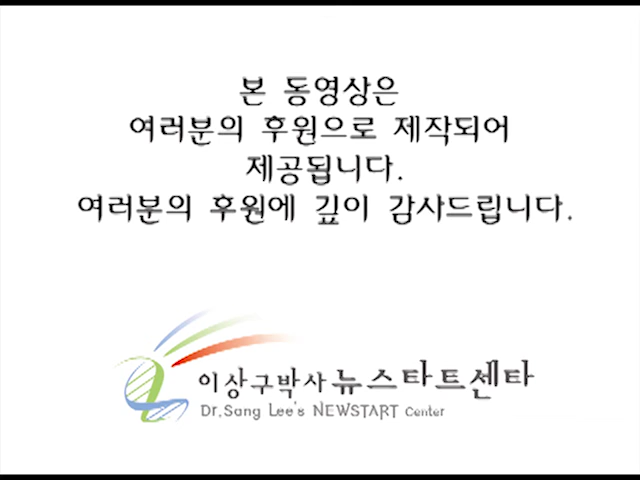 본 동영상은
여러분의 후원으로 제작되어
제공됩니다.
여러분의 후원에 깊이 감사드립니다.
이상구박사 뉴스타트센타
Dr.Sang Lee's NEWSTART Center